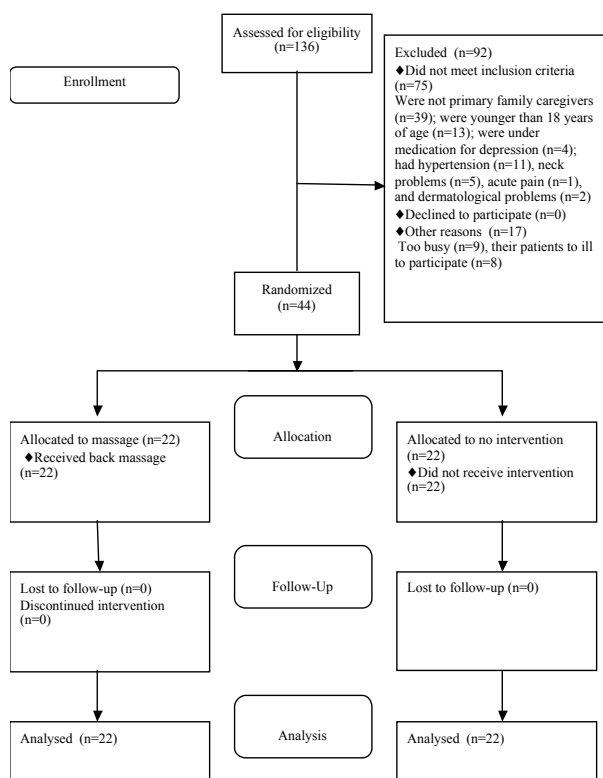 Assessed for eligibility
(n=136)
Enrollment
Excluded (n=92)
♦Did not meet inclusion criteria
(n=75)
Were not primary family caregivers
(n=39); were younger than 18 years
of age (n=13); were under
medication for depression (n=4);
had hypertension (n=11), neck
problems (n=5), acute pain (n=1),
and dermatological problems (n=2)
♦Declined to participate (n=0)
♦Other reasons (n=17)
Too busy (n=9), their patients to ill
to participate (n=8)
Randomized
(n=44)
Allocated to massage (n=22)
♦Received back massage
(n=22)
Allocation
Allocated to no intervention
(n=22)
♦Did not receive intervention
(n=22)
Lost to follow-up (n=0)
Discontinued intervention
(n=0)
Follow-Up
Lost to follow-up (n=0)
Analysed (n=22)
Analysis
Analysed (n=22)